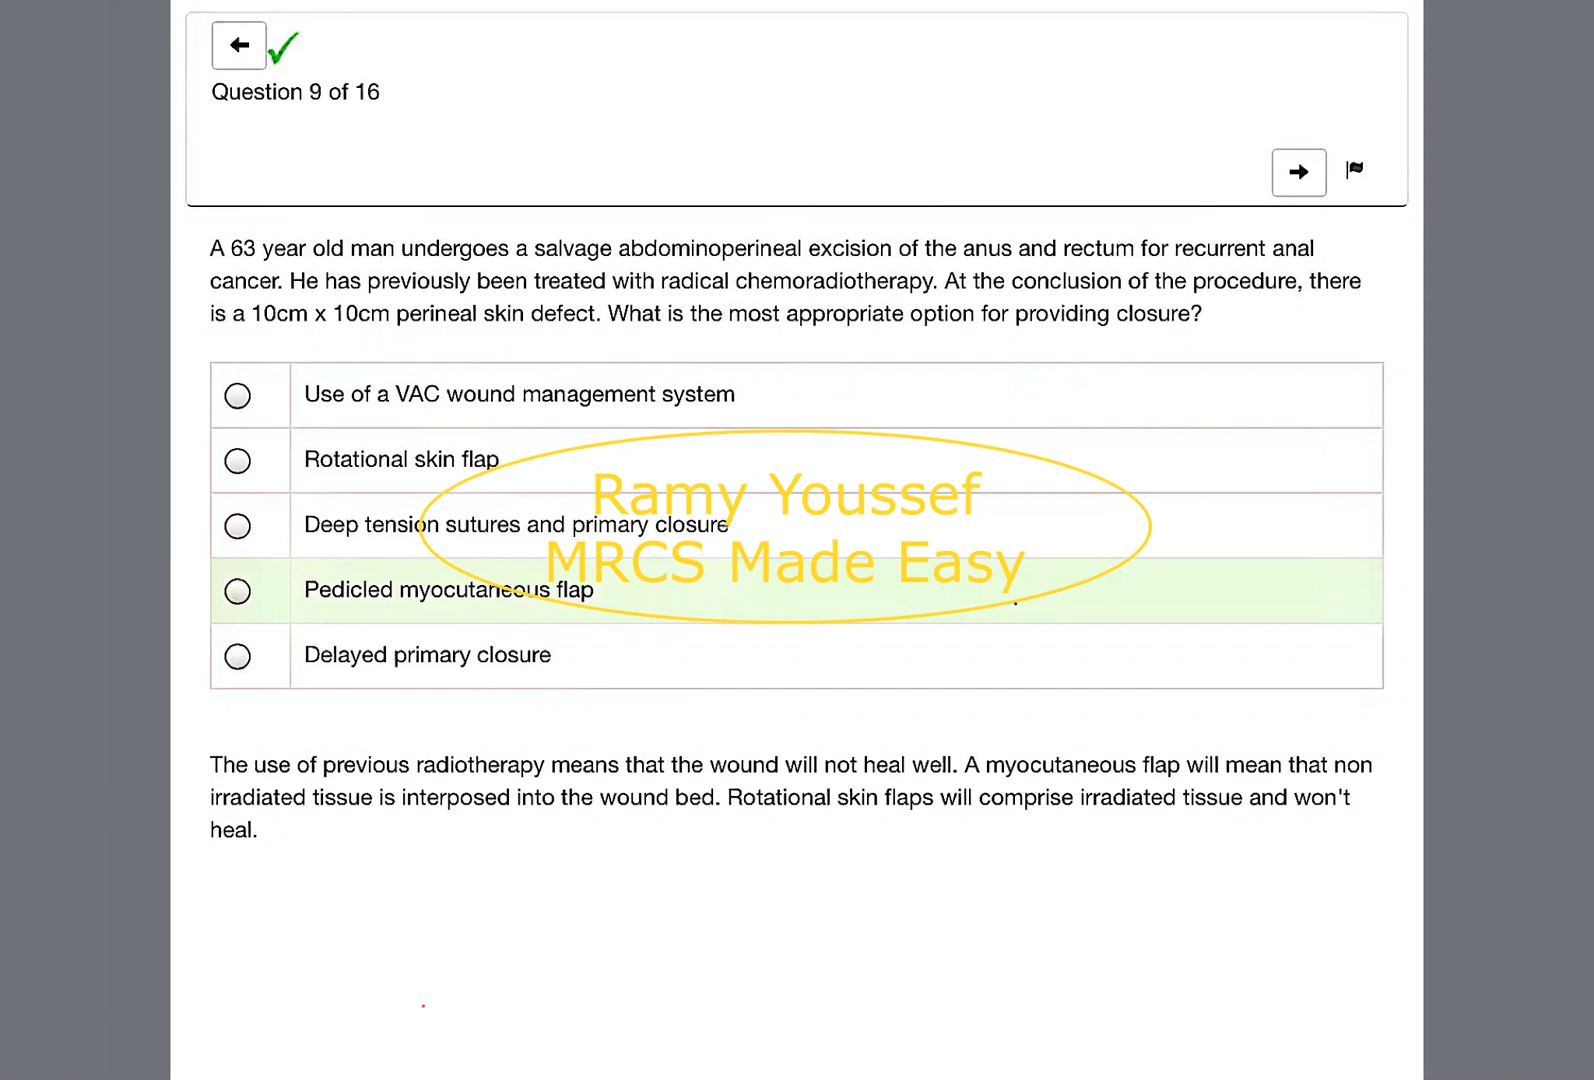 Question 9 of 16
A 63 year old man undergoes a salvage abdominoperineal excision of the anus and rectum for recurrent anal
cancer. He has previously been treated with radical chemoradiotherapy. At the conclusion of the procedure, there
is a 10cm x 10cm perineal skin defect. What is the most appropriate option for providing closure?
Use of a VAC wound management system
Rotational skin flap
Deep tension sutures and primary closure
Pedicled myocutaneous flap
Delayed primary closure
Ramy Youssef
MRCS Made Easy
The use of previous radiotherapy means that the wound will not heal well. A myocutaneous flap will mean that non
irradiated tissue is interposed into the wound bed. Rotational skin flaps will comprise irradiated tissue and won't
heal.